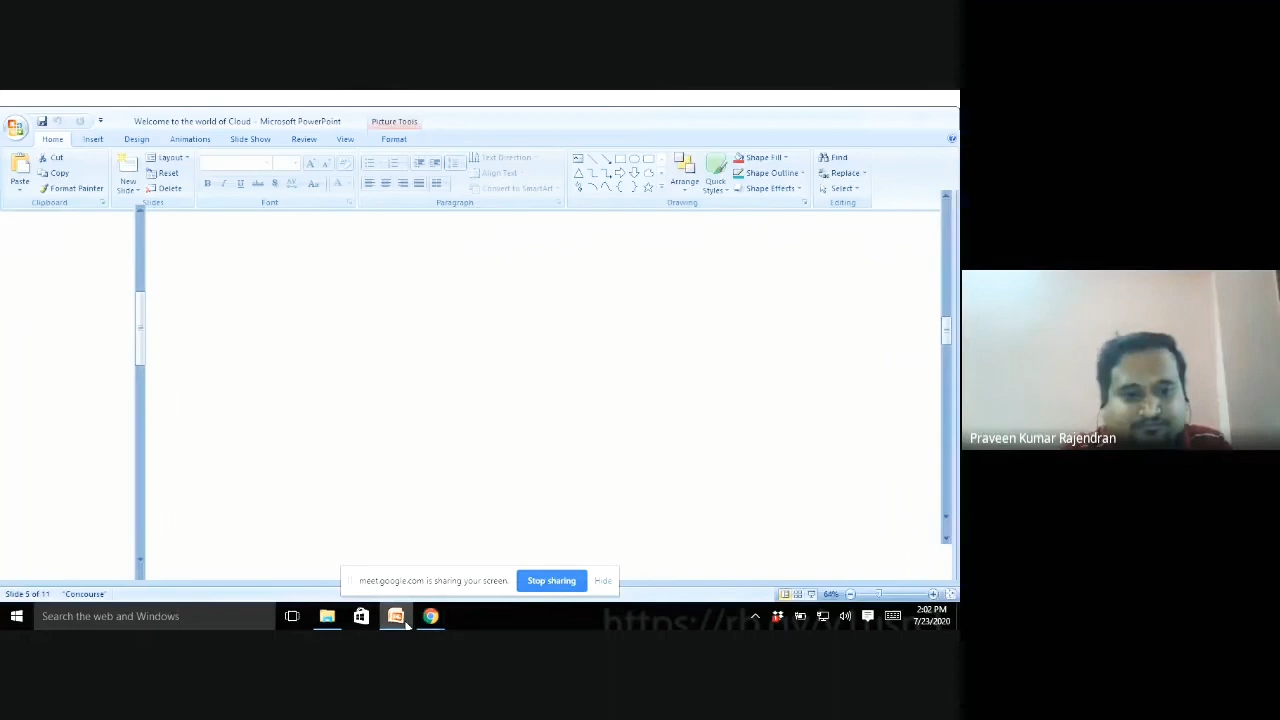 Welcome to the world of Cloud - Microsoft PowerPoint
Picture Tools
Home Insert Design Animations Slide Show Review View Format
Paste
Cut
Copy
Format Painter
Clipboard
New
Slide
Layout
Reset
Delete
Slides
Font
Text Direction
Align Text
Convert to SmartArt
Paragraph
Arrange
Quick
Styles
Shape Fill
Shape Outline
Shape Effects
Drawing
Find
Replace
Select
Editing
Praveen Kumar Rajendran
meet.google.com is sharing your screen.
Stop sharing
Hide
Slide 5 of 11
"Concourse"
64%
Search the web and Windows
2:02 PM
7/23/2020